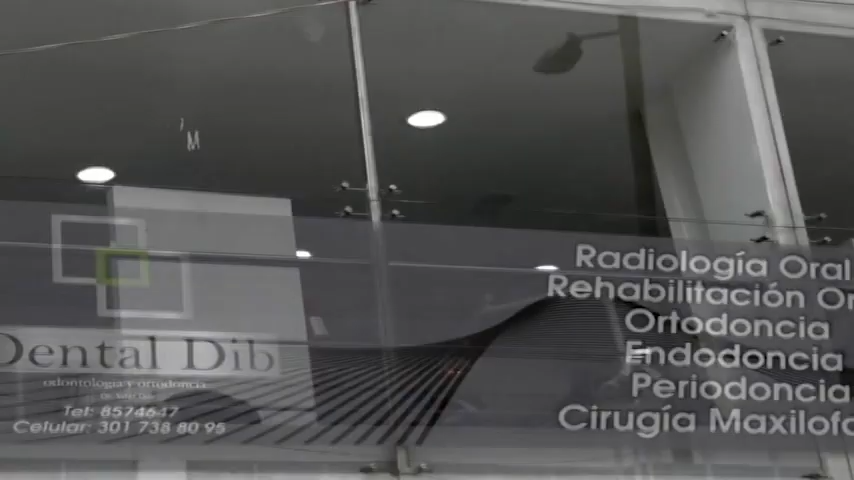 Dental Dib
odontología y ortodoncia
Tel: 8574647
Celular: 301 738 80 95
Radiología Oral
Rehabilitación Or
Ortodoncia
Endodoncia
Periodoncia
Cirugía Maxilofa